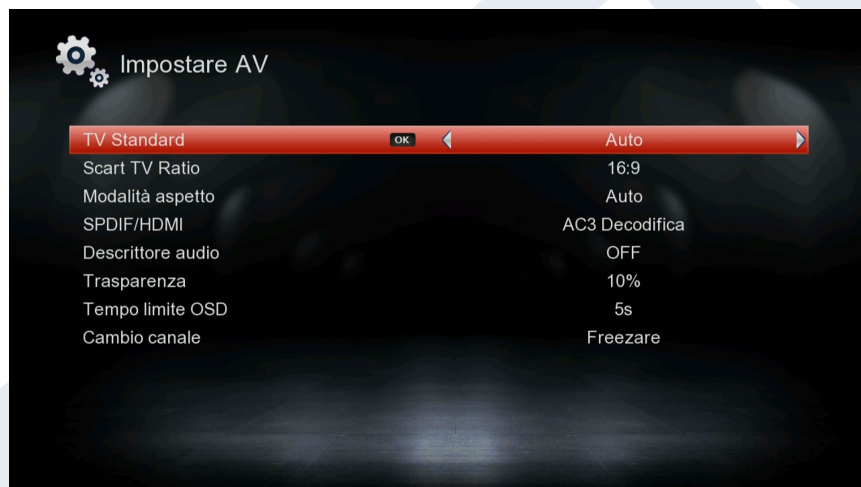 Impostare AV
TV Standard OK Auto
Scart TV Ratio 16:9
Modalità aspetto Auto
SPDIF/HDMI AC3 Decodifica
Descrittore audio OFF
Trasparenza 10%
Tempo limite OSD 5s
Cambio canale Freezare